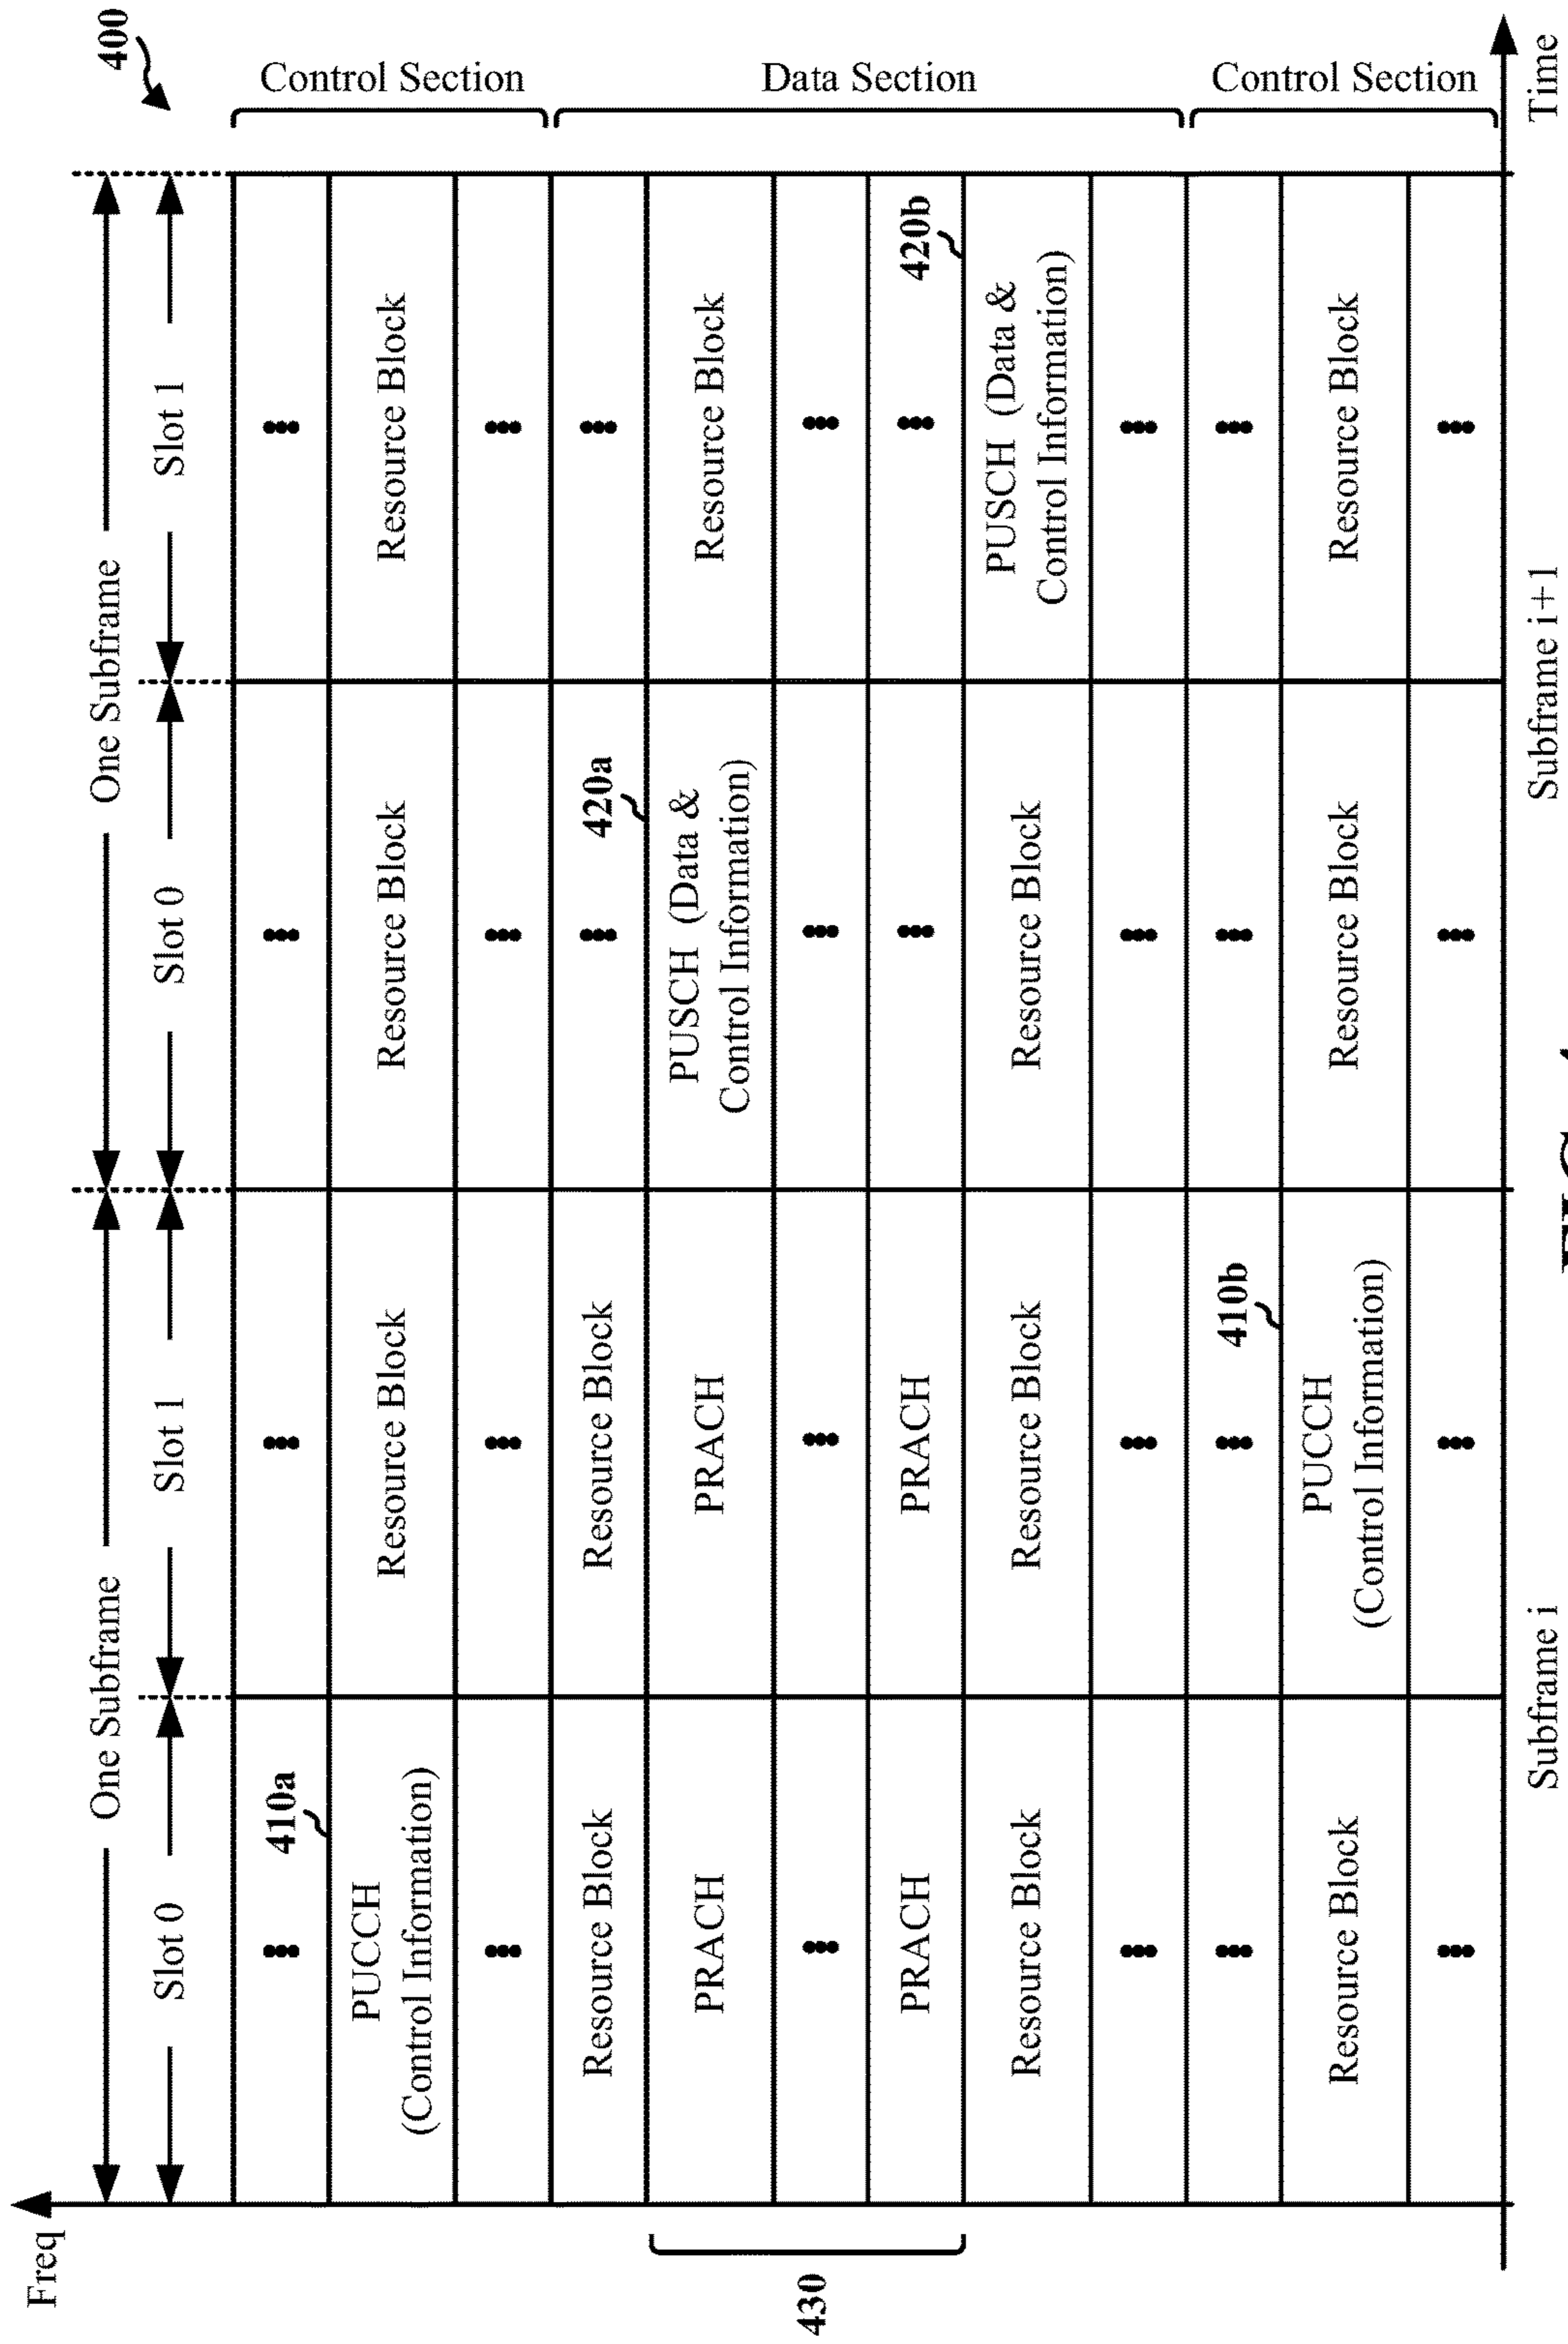 Freq
One Subframe
One Subframe
400
Slot 0
Slot 1
Slot 0
Slot 1
410a
PUCCH
(Control Information)
Resource Block
Resource Block
Resource Block
Control Section
Resource Block
Resource Block
420a
PRACH
PRACH
PUSCH (Data &
Control Information)
Resource Block
430
Data Section
PRACH
PRACH
420b
Resource Block
Resource Block
Resource Block
PUSCH (Data &
Control Information)
410b
Resource Block
PUCCH
(Control Information)
Resource Block
Resource Block
Control Section
Subframe i
Subframe i+1
Time